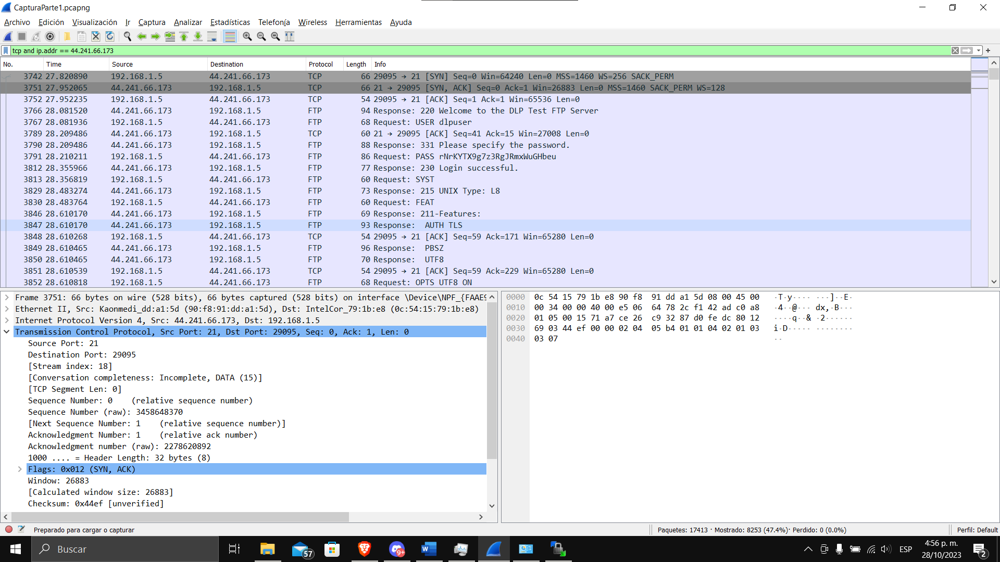 CapturaParte1.pcapng
Archivo Edición Visualización Ir Captura Analizar Estadísticas Telefonía Wireless Herramientas Ayuda
tcp and ip.addr == 44.241.66.173
No. Time Source Destination Protocol Length Info
3742 27.820890 192.168.1.5 44.241.66.173 TCP 66 29095 → 21 [SYN] Seq=0 Win=64240 Len=0 MSS=1460 WS=256 SACK_PERM
3751 27.952065 44.241.66.173 192.168.1.5 TCP 66 21 → 29095 [SYN, ACK] Seq=0 Ack=1 Win=26883 Len=0 MSS=1460 SACK_PERM WS=128
3752 27.952235 192.168.1.5 44.241.66.173 TCP 54 29095 → 21 [ACK] Seq=1 Ack=1 Win=65536 Len=0
3766 28.081520 44.241.66.173 192.168.1.5 FTP 94 Response: 220 Welcome to the DLP Test FTP Server
3767 28.081936 192.168.1.5 44.241.66.173 FTP 68 Request: USER dlpuser
3789 28.209486 44.241.66.173 192.168.1.5 TCP 60 21 → 29095 [ACK] Seq=41 Ack=15 Win=27008 Len=0
3790 28.209486 44.241.66.173 192.168.1.5 FTP 88 Response: 331 Please specify the password.
3791 28.210211 192.168.1.5 44.241.66.173 FTP 86 Request: PASS rNrKYTX9g7z3RgJRmxWuGHbeu
3812 28.355966 44.241.66.173 192.168.1.5 FTP 77 Response: 230 Login successful.
3813 28.356819 192.168.1.5 44.241.66.173 FTP 60 Request: SYST
3829 28.483274 44.241.66.173 192.168.1.5 FTP 73 Response: 215 UNIX Type: L8
3830 28.483764 192.168.1.5 44.241.66.173 FTP 60 Request: FEAT
3846 28.610170 44.241.66.173 192.168.1.5 FTP 69 Response: 211-Features:
3847 28.610170 44.241.66.173 192.168.1.5 FTP 93 Response:  AUTH TLS
3848 28.610268 192.168.1.5 44.241.66.173 TCP 54 29095 → 21 [ACK] Seq=59 Ack=171 Win=65280 Len=0
3849 28.610465 44.241.66.173 192.168.1.5 FTP 96 Response:  PBSZ
3850 28.610465 44.241.66.173 192.168.1.5 FTP 70 Response:  UTF8
3851 28.610539 192.168.1.5 44.241.66.173 TCP 54 29095 → 21 [ACK] Seq=59 Ack=229 Win=65280 Len=0
3852 28.610818 192.168.1.5 44.241.66.173 FTP 68 Request: OPTS UTF8 ON
Frame 3751: 66 bytes on wire (528 bits), 66 bytes captured (528 bits) on interface \Device\NPF_{FAAE9
Ethernet II, Src: Kaonmedi_dd:a1:5d (90:f8:91:dd:a1:5d), Dst: IntelCor_79:1b:e8 (0c:54:15:79:1b:e8)
Internet Protocol Version 4, Src: 44.241.66.173, Dst: 192.168.1.5
Transmission Control Protocol, Src Port: 21, Dst Port: 29095, Seq: 0, Ack: 1, Len: 0
Source Port: 21
Destination Port: 29095
[Stream index: 18]
[Conversation completeness: Incomplete, DATA (15)]
[TCP Segment Len: 0]
Sequence Number: 0 (relative sequence number)
Sequence Number (raw): 3458648370
[Next Sequence Number: 1 (relative sequence number)]
Acknowledgment Number: 1 (relative ack number)
Acknowledgment number (raw): 2278620892
1000 .... = Header Length: 32 bytes (8)
Flags: 0x012 (SYN, ACK)
Window: 26883
[Calculated window size: 26883]
Checksum: 0x44ef [unverified]
0000 0c 54 15 79 1b e8 90 f8 91 dd a1 5d 08 00 45 00 ·T·y···· ···]··E·
0010 00 34 00 00 40 00 e5 06 64 78 2c f1 42 ad c0 a8 ·4··@··· dx,·B···
0020 01 05 00 15 71 a7 ce 26 c9 32 87 d0 fe dc 80 12 ····q··& ·2······
0030 69 03 44 ef 00 00 02 04 05 b4 01 01 04 02 01 03 i·D····· ········
0040 03 07 ··
Preparado para cargar o capturar
Paquetes: 17413 · Mostrado: 8253 (47.4%)· Perdido: 0 (0.0%)
Perfil: Default
Buscar
57
9+
ESP
4:56 p. m.
28/10/2023
2